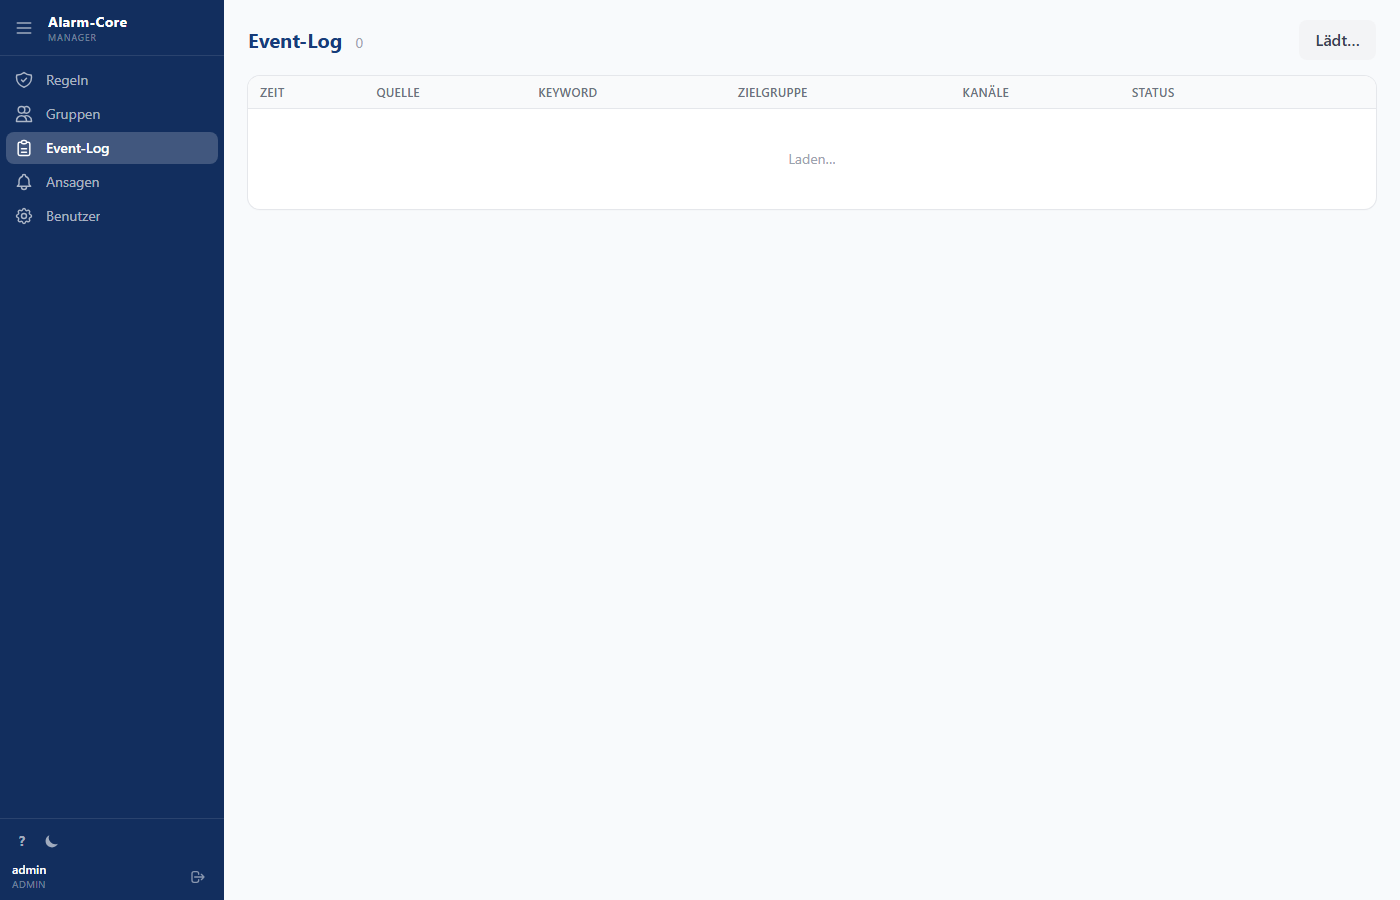 Alarm-Core
MANAGER
Regeln
Gruppen
Event-Log
Ansagen
Benutzer
?
admin
ADMIN
Event-Log 0
Lädt...
ZEIT QUELLE KEYWORD ZIELGRUPPE KANÄLE STATUS
Laden...